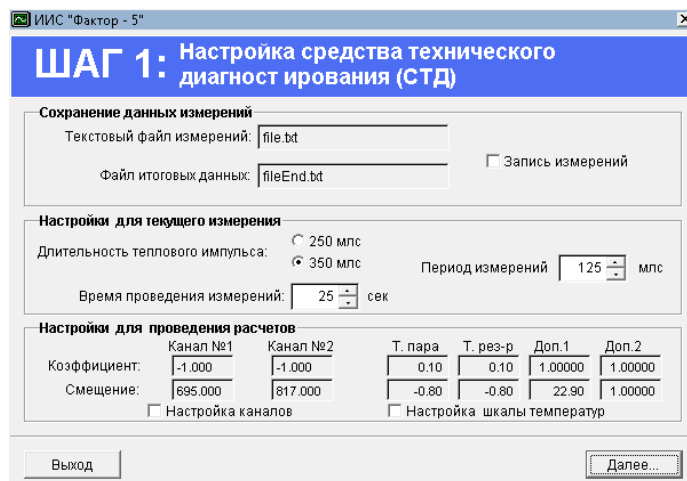 ИИС "Фактор - 5"
ШАГ 1: Настройка средства технического
диагност ирования (СТД)
Сохранение данных измерений
Текстовый файл измерений: file.txt
Запись измерений
Файл итоговых данных: fileEnd.txt
Настройки для текущего измерения
Длительность теплового импульса:
250 млс
350 млс
Период измерений 125 млс
Время проведения измерений: 25 сек
Настройки для проведения расчетов
Канал №1 Канал №2 Т. пара Т. рез-р Доп.1 Доп.2
Коэффициент: -1.000 -1.000 0.10 0.10 1.00000 1.00000
Смещение: 695.000 817.000 -0.80 -0.80 22.90 1.00000
Настройка каналов Настройка шкалы температур
Выход Далее...